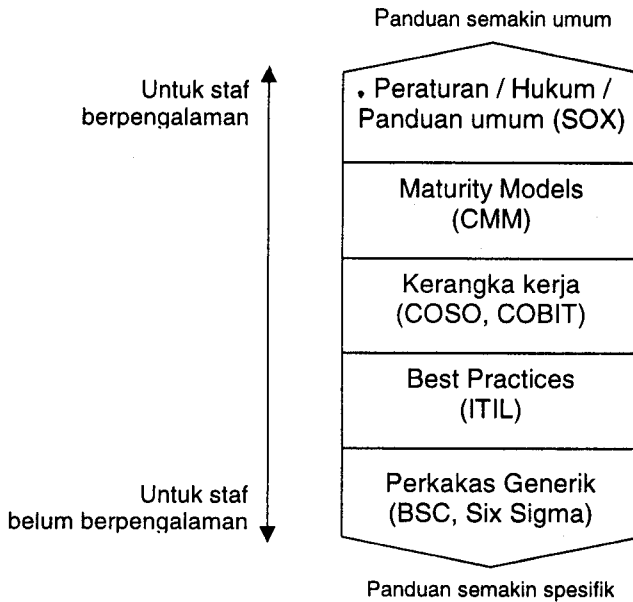 Panduan semakin umum
Untuk staf
berpengalaman
Peraturan / Hukum /
Panduan umum (SOX)
Maturity Models
(CMM)
Kerangka kerja
(COSO, COBIT)
Best Practices
(ITIL)
Untuk staf
belum berpengalaman
Perkakas Generik
(BSC, Six Sigma)
Panduan semakin spesifik